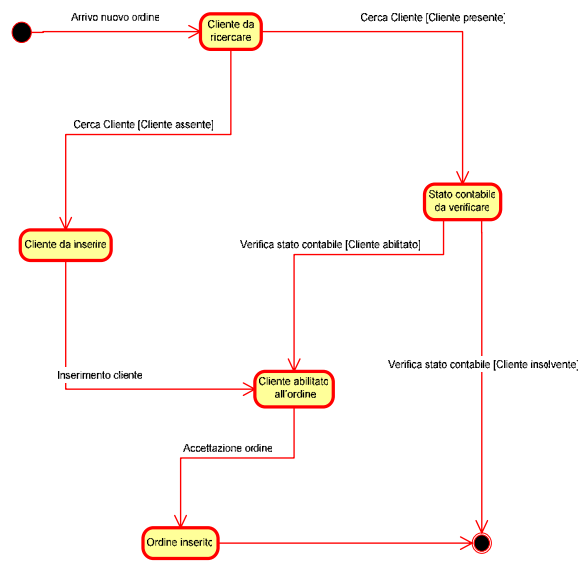 Arrivo nuovo ordine
Cerca Cliente [Cliente presente]
Cliente da
ricercare
Cerca Cliente [Cliente assente]
Stato contabile
da verificare
Cliente da inserire
Verifica stato contabile [Cliente abilitato]
Verifica stato contabile [Cliente insolvente]
Inserimento cliente
Cliente abilitato
all'ordine
Accettazione ordine
Ordine inserito